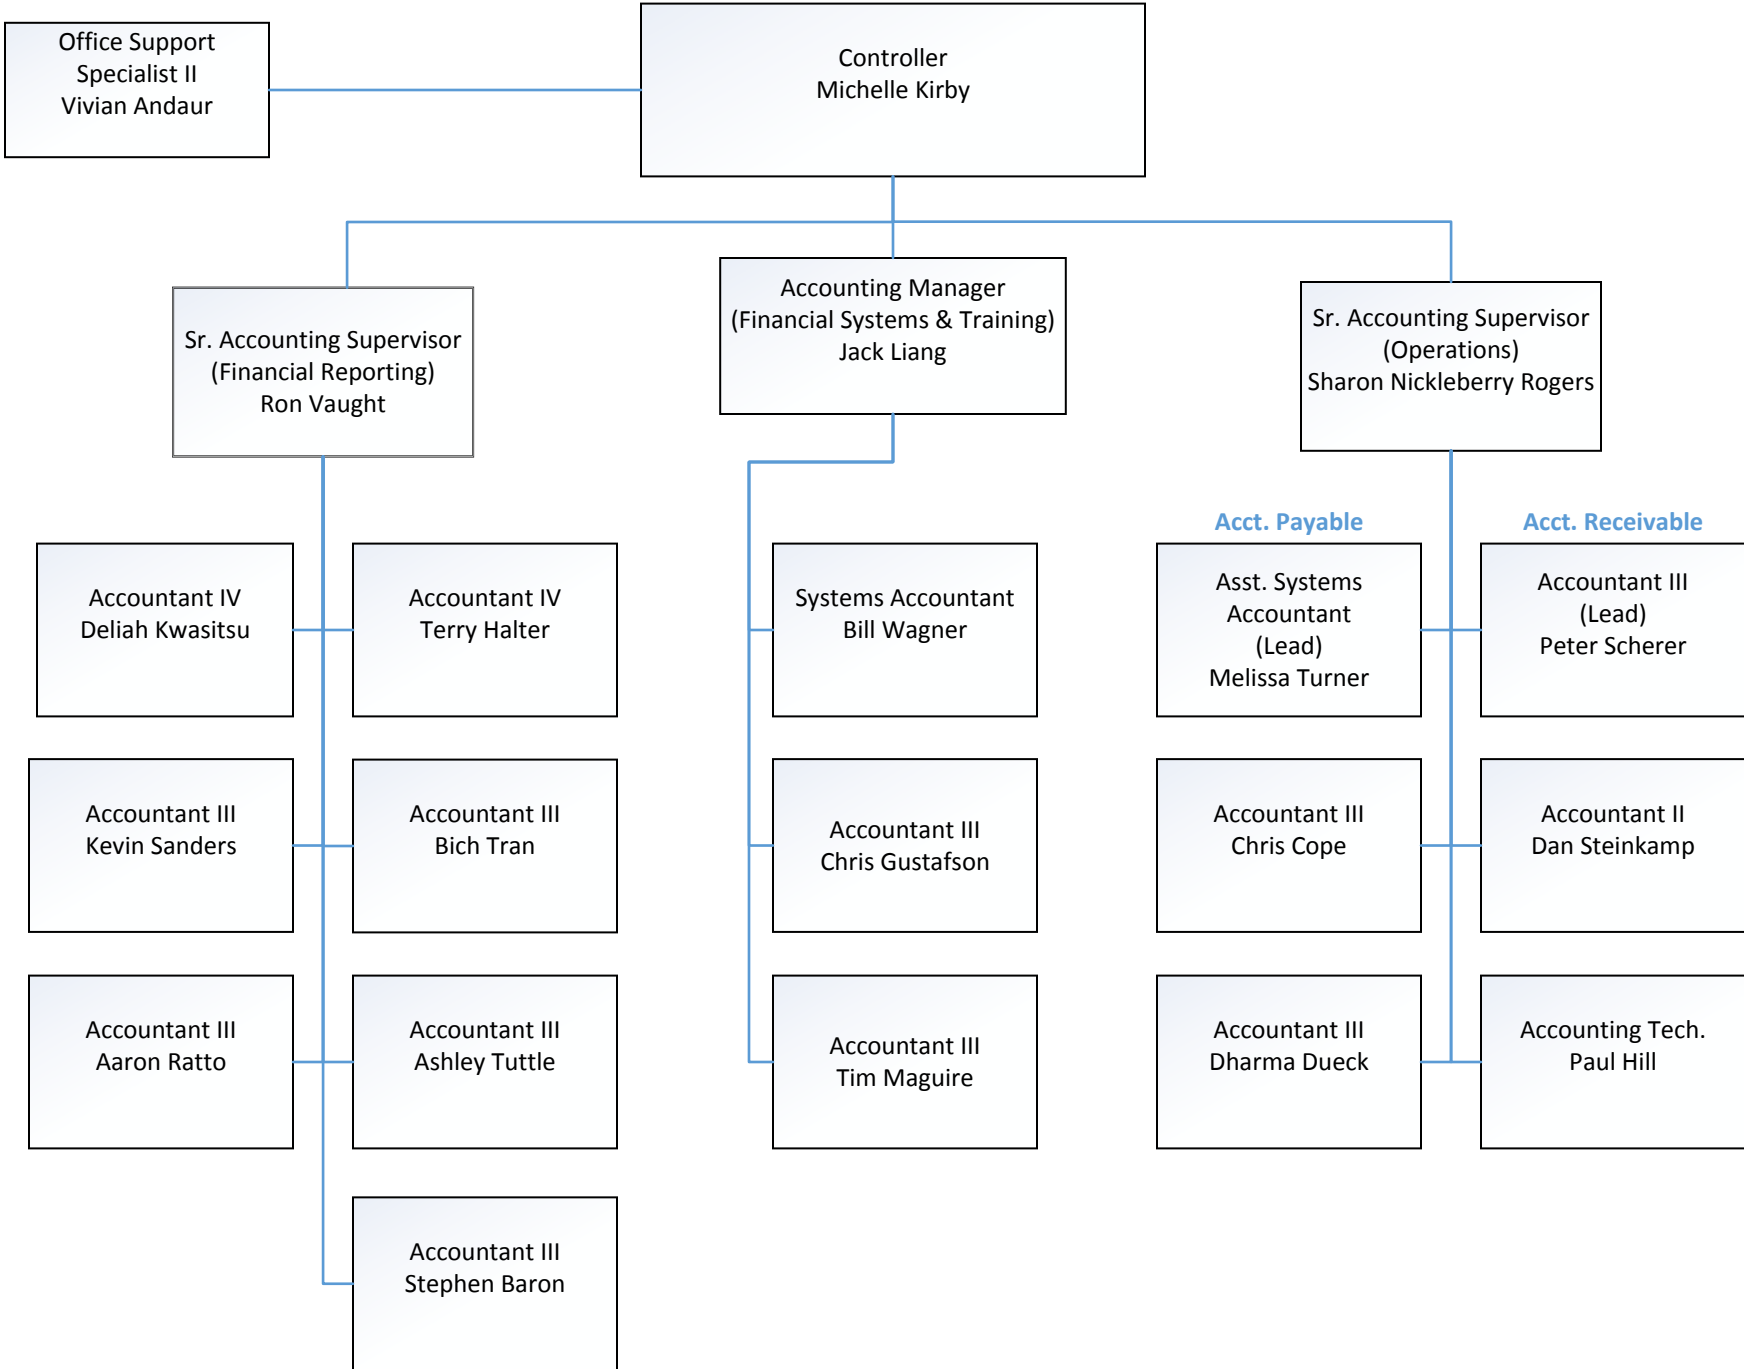 Office Support
Specialist II
Vivian Andaur
Controller
Michelle Kirby
Sr. Accounting Supervisor
(Financial Reporting)
Ron Vaught
Accounting Manager
(Financial Systems & Training)
Jack Liang
Sr. Accounting Supervisor
(Operations)
Sharon Nickleberry Rogers
Accountant IV
Deliah Kwasitsu
Accountant IV
Terry Halter
Accountant III
Kevin Sanders
Accountant III
Bich Tran
Accountant III
Aaron Ratto
Accountant III
Ashley Tuttle
Accountant III
Stephen Baron
Systems Accountant
Bill Wagner
Accountant III
Chris Gustafson
Accountant III
Tim Maguire
Acct. Payable
Asst. Systems
Accountant
(Lead)
Melissa Turner
Accountant III
Chris Cope
Accountant III
Dharma Dueck
Acct. Receivable
Accountant III
(Lead)
Peter Scherer
Accountant II
Dan Steinkamp
Accounting Tech.
Paul Hill